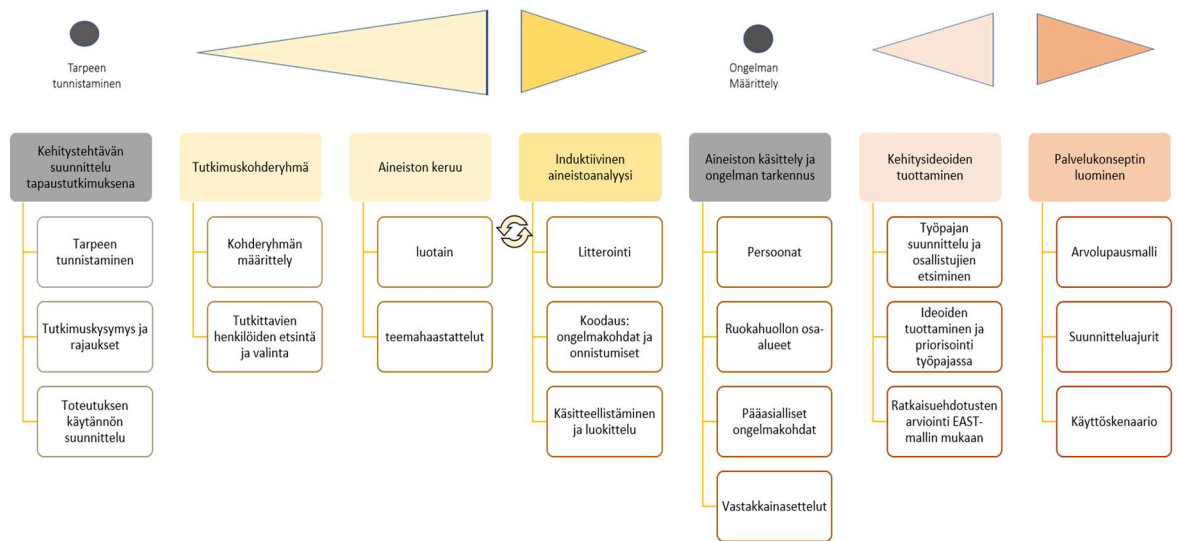 Tarpeen
tunnistaminen
Ongelman
Määrittely
Kehitystehtävän
suunnittelu
tapaustutkimuksena
Tarpeen
tunnistaminen
Tutkimuskysymys ja
rajaukset
Toteutuksen
käytännön
suunnittelu
Tutkimuskohderyhmä
Kohderyhmän
määrittely
Tutkittavien
henkilöiden etsintä
ja valinta
Aineiston keruu
luotain
teemahaastattelut
Induktiivinen
aineistoanalyysi
Litterointi
Koodaus:
ongelmakohdat ja
onnistumiset
Käsitteellistäminen
ja luokittelu
Aineiston käsittely ja
ongelman tarkennus
Persoonat
Ruokahuollon osa-
alueet
Pääasialliset
ongelmakohdat
Vastakkainasettelut
Kehitysideoiden
tuottaminen
Työpajan
suunnittelu ja
osallistujien
etsiminen
Ideoiden
tuottaminen ja
priorisointi
työpajassa
Ratkaisuehdotusten
arviointi EAST-
mallin mukaan
Palvelukonseptin
luominen
Arvolupausmalli
Suunnitteluajurit
Käyttöskenaario